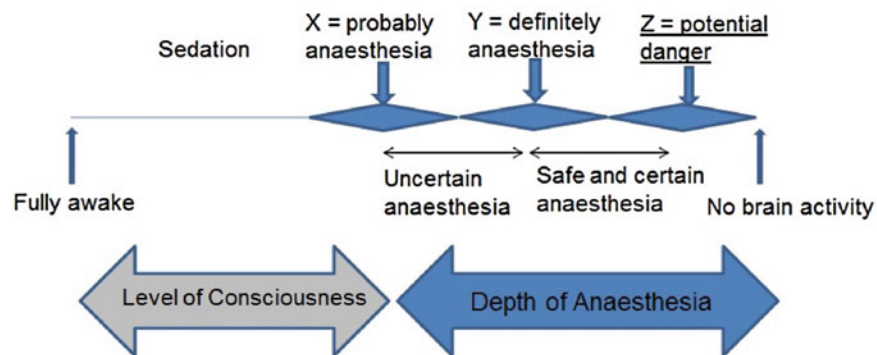 Sedation
X = probably
anaesthesia
Y = definitely
anaesthesia
Z = potential
danger
Fully awake
Uncertain
anaesthesia
Safe and certain
anaesthesia
No brain activity
Level of Consciousness
Depth of Anaesthesia